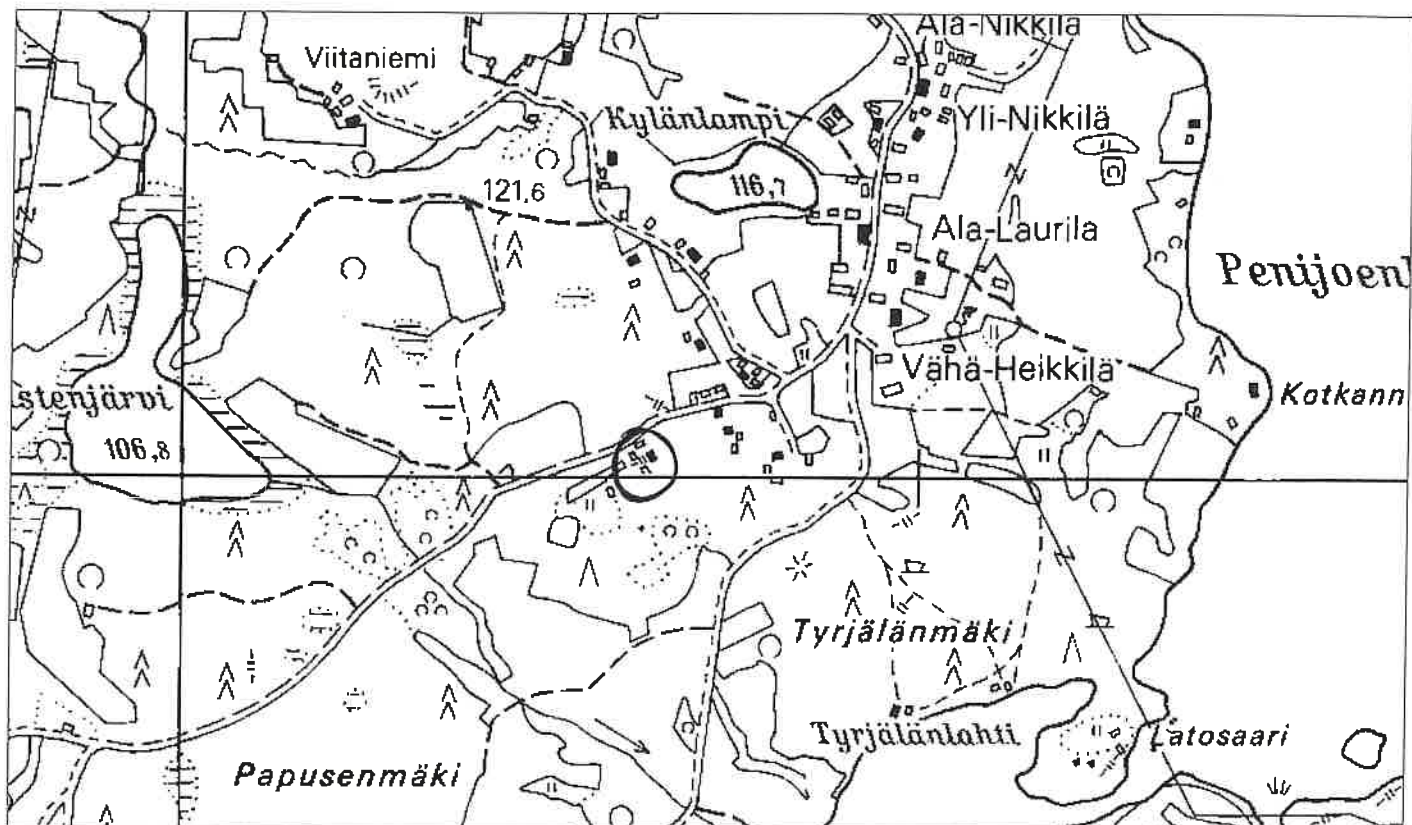 Ala-Nikkilä
Viitaniemi
Kylänlampi
Yli-Nikkilä
116,7
121.6
Ala-Laurila
Penijoen
Vähä-Heikkilä
stenjärvi
Kotkann
106,8
Tyrjälänmäki
Tyrjälänlahti
Latosaari
Papusenmäki